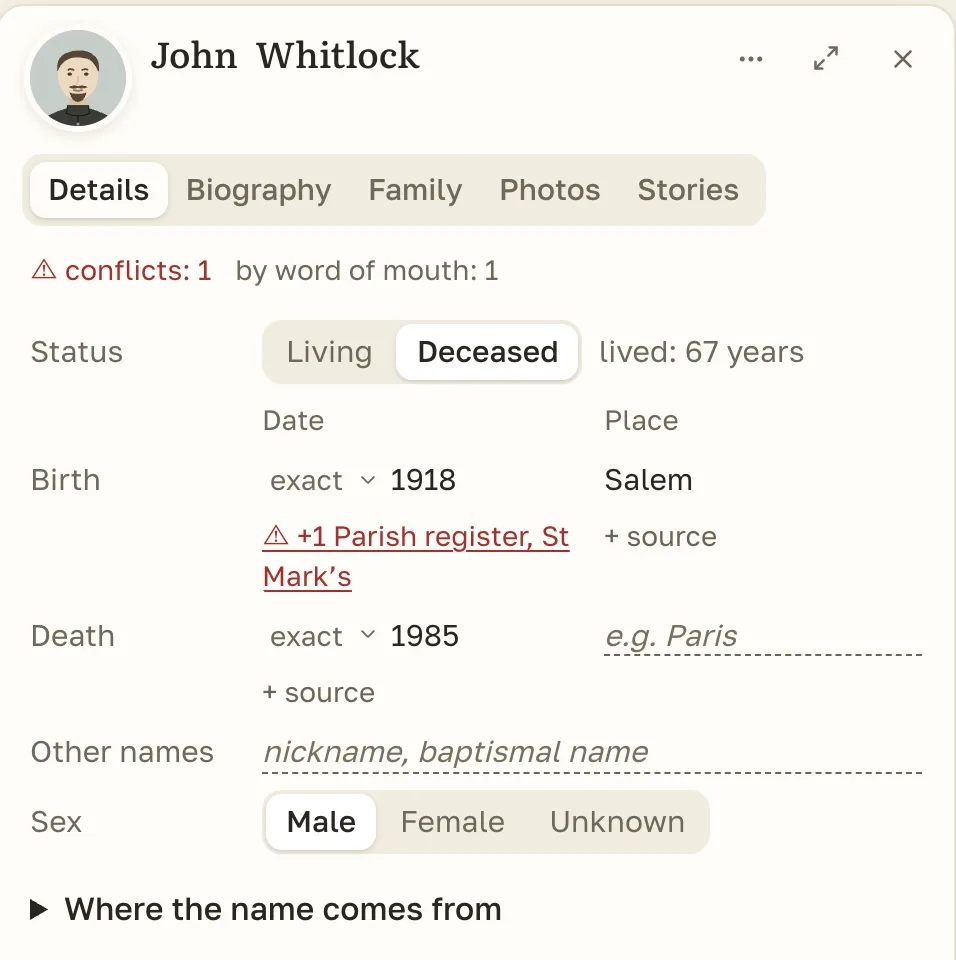 John Whitlock
Details Biography Family Photos Stories
⚠ conflicts: 1 by word of mouth: 1
Status Living Deceased lived: 67 years
Date Place
Birth exact 1918 Salem
⚠ +1 Parish register, St + source
Mark’s
Death exact 1985 e.g. Paris
+ source
Other names nickname, baptismal name
Sex Male Female Unknown
Where the name comes from